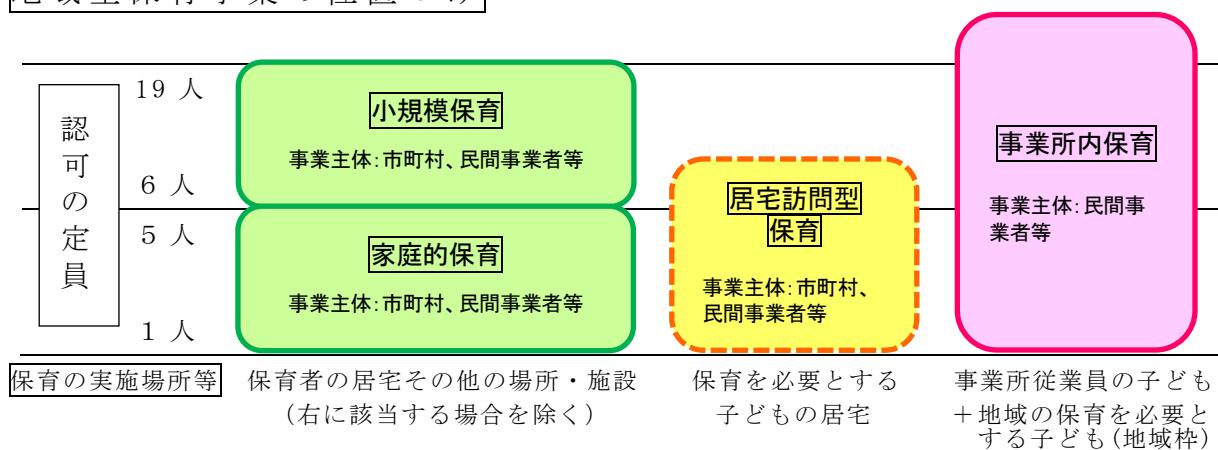 認可の定員
19 人
6 人
5 人
1 人
小規模保育
事業主体:市町村、民間事業者等
家庭的保育
事業主体:市町村、民間事業者等
居宅訪問型
保育
事業主体:市町村、
民間事業者等
事業所内保育
事業主体:民間事
業者等
保育の実施場所等
保育者の居宅その他の場所・施設
(右に該当する場合を除く)
保育を必要とする
子どもの居宅
事業所従業員の子ども
+地域の保育を必要と
する子ども(地域枠)